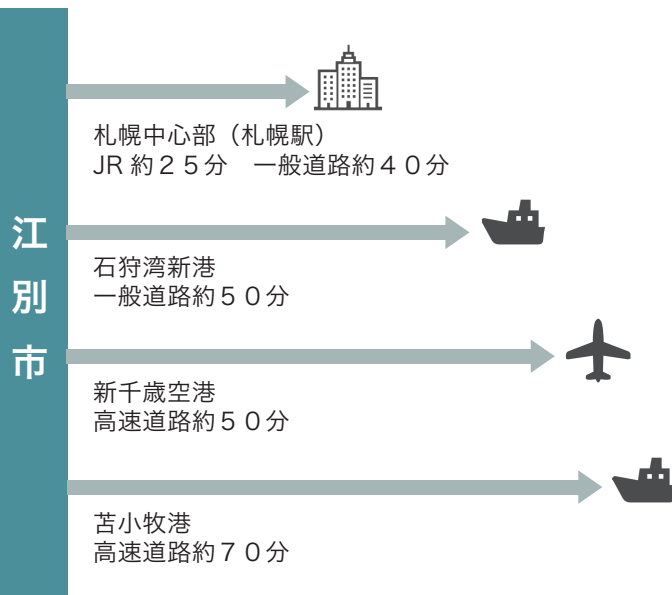 江別市
札幌中心部（札幌駅）
JR 約２５分　一般道路約４０分
石狩湾新港
一般道路約５０分
新千歳空港
高速道路約５０分
苫小牧港
高速道路約７０分